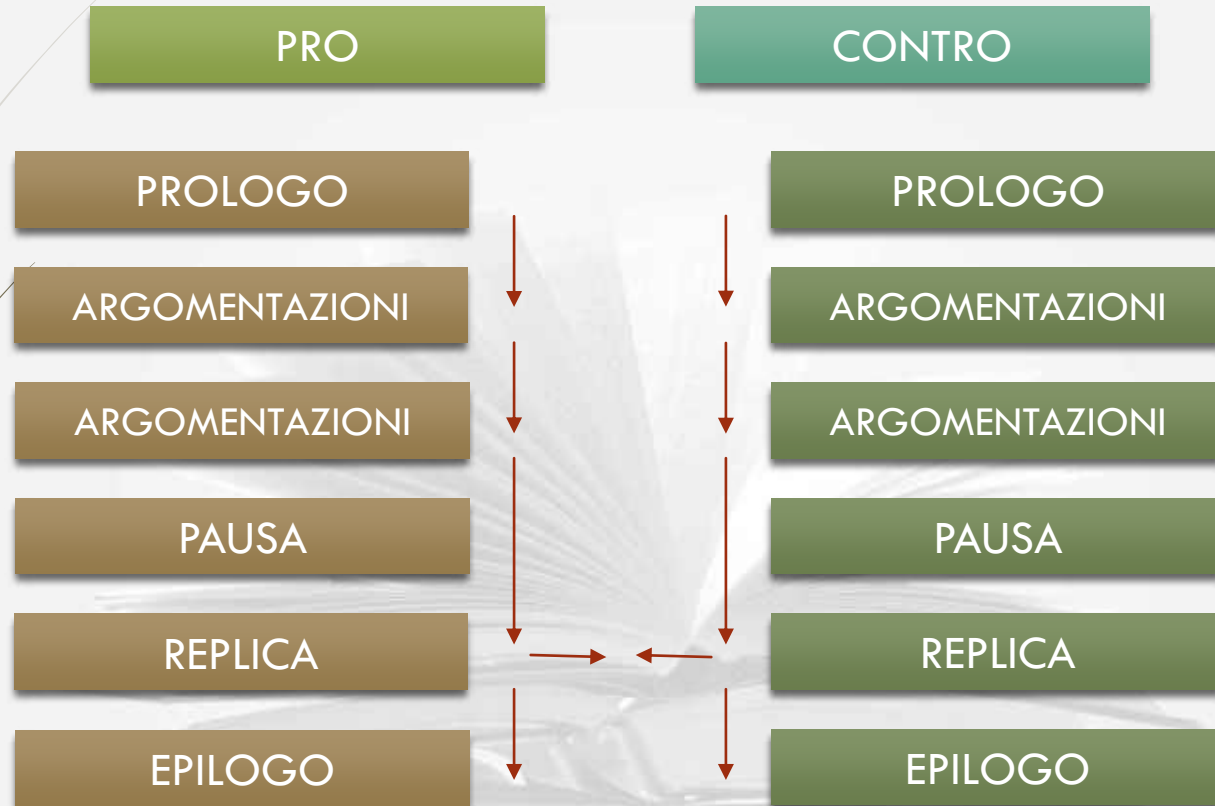 PRO
CONTRO
PROLOGO
PROLOGO
ARGOMENTAZIONI
ARGOMENTAZIONI
ARGOMENTAZIONI
ARGOMENTAZIONI
PAUSA
PAUSA
REPLICA
REPLICA
EPILOGO
EPILOGO